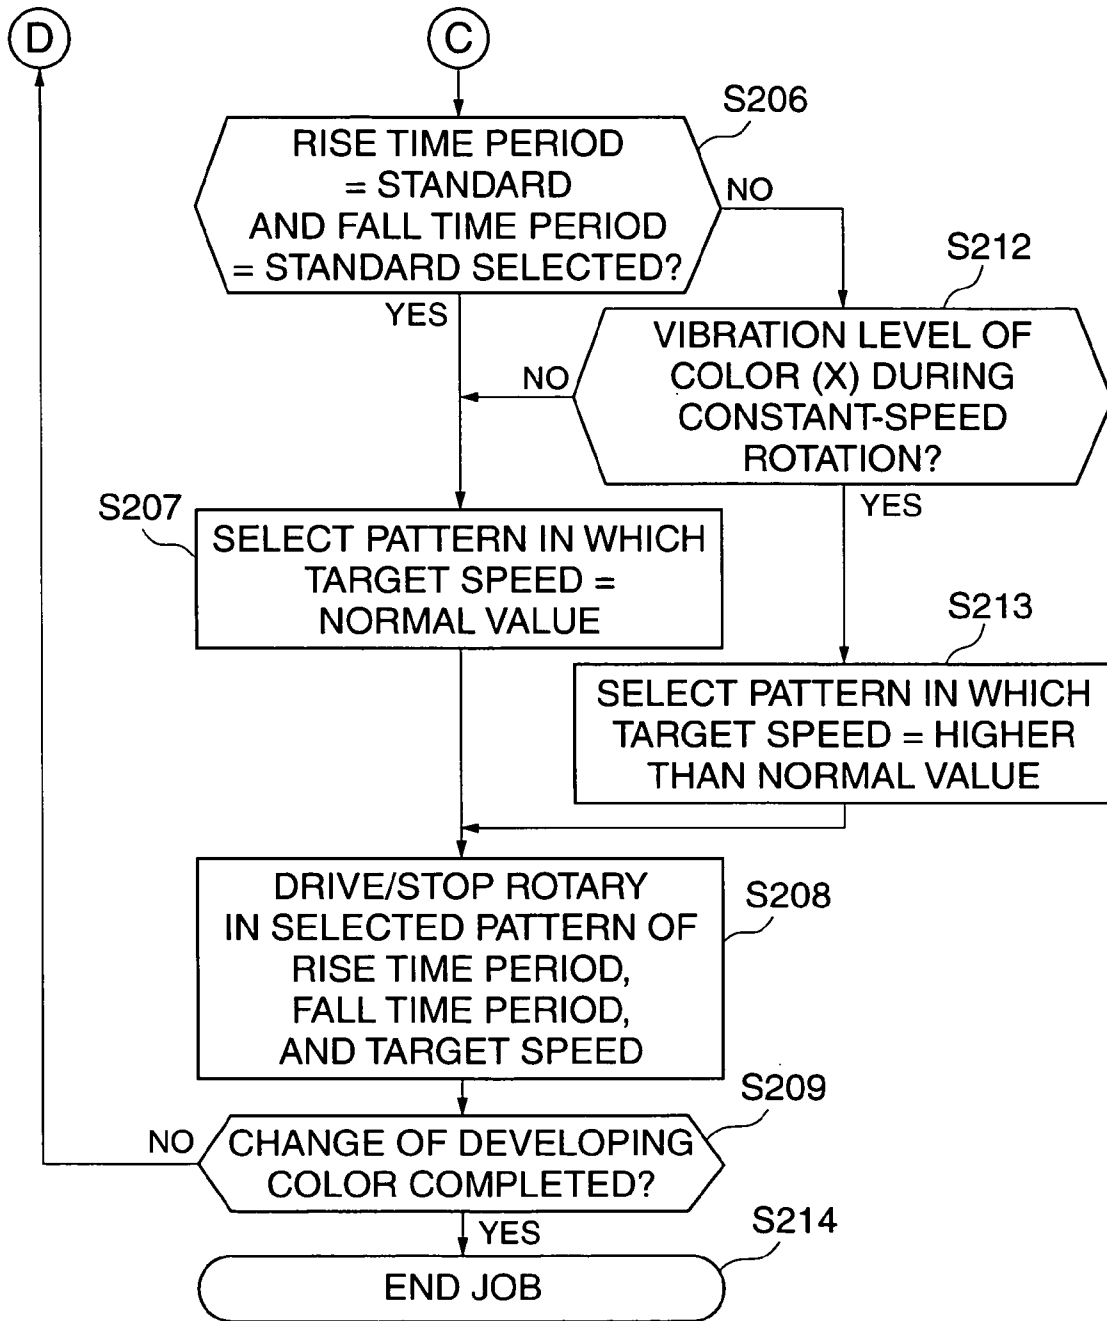 D
C
S206
RISE TIME PERIOD
= STANDARD
AND FALL TIME PERIOD
= STANDARD SELECTED?
NO
YES
S212
VIBRATION LEVEL OF
COLOR (X) DURING
CONSTANT-SPEED
ROTATION?
NO
YES
S207
SELECT PATTERN IN WHICH
TARGET SPEED =
NORMAL VALUE
S213
SELECT PATTERN IN WHICH
TARGET SPEED = HIGHER
THAN NORMAL VALUE
S208
DRIVE/STOP ROTARY
IN SELECTED PATTERN OF
RISE TIME PERIOD,
FALL TIME PERIOD,
AND TARGET SPEED
S209
NO
CHANGE OF DEVELOPING
COLOR COMPLETED?
YES
S214
END JOB